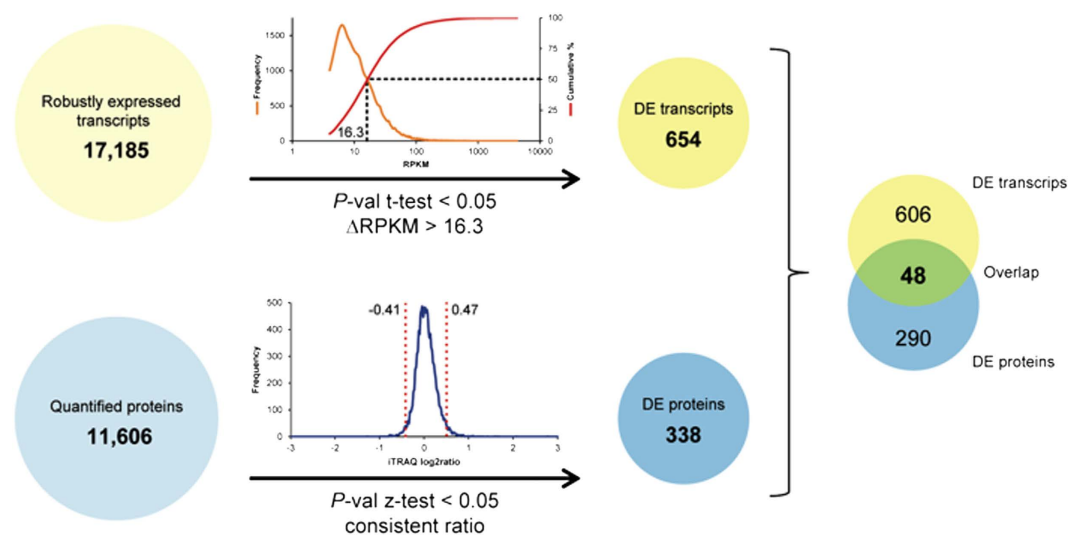 Robustly expressed
transcripts
17,185
Frequency
1500
1000
500
0
16.3
1
10
100
1000
10000
RPKM
100
75
50
25
0
Cumulative %
P-val t-test < 0.05
ΔRPKM > 16.3
DE transcripts
654
Quantified proteins
11,606
Frequency
500
400
300
200
100
0
-0.41
0.47
-3
-2
-1
0
1
2
3
iTRAQ log2ratio
P-val z-test < 0.05
consistent ratio
DE proteins
338
606
DE transcrips
48
Overlap
290
DE proteins